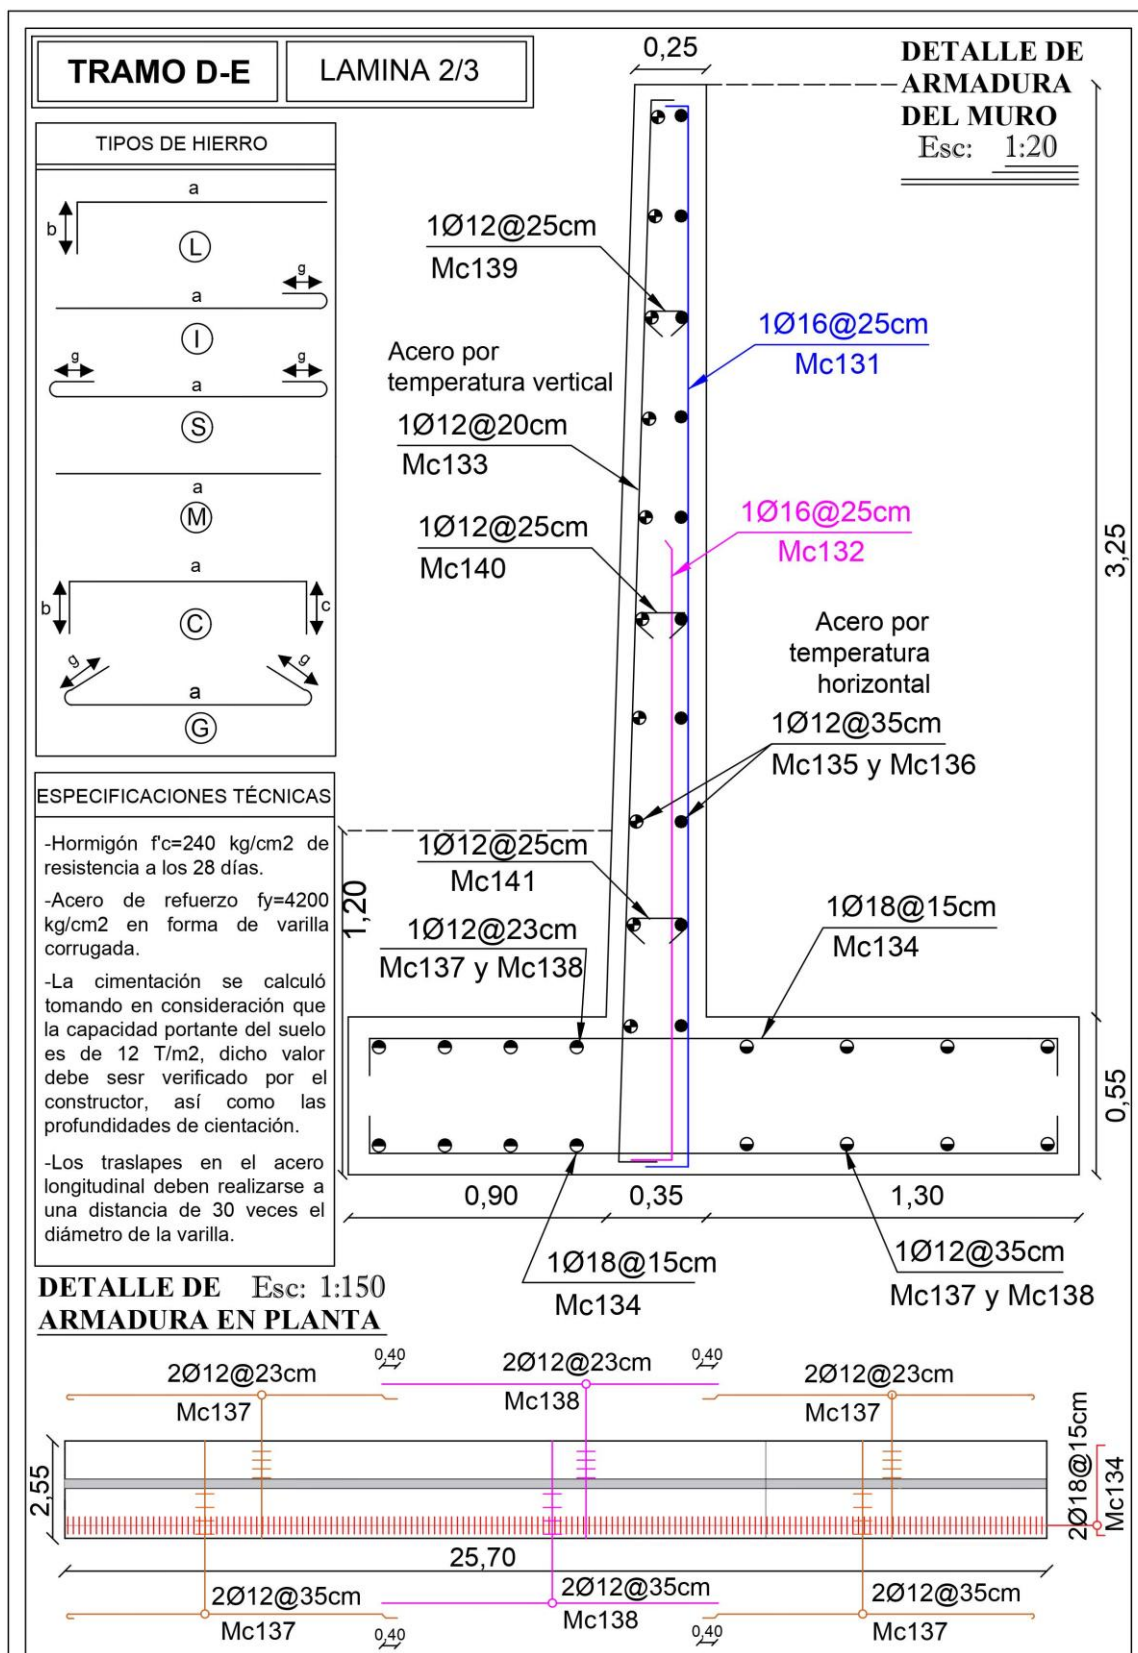 TRAMO D-E
LAMINA 2/3
0,25
DETALLE DE
ARMADURA
DEL MURO
Esc: 1:20
TIPOS DE HIERRO
a
b
L
g
a
I
g
g
a
S
a
M
a
b
c
C
g
g
a
G
1Ø12@25cm
Mc139
Acero por
temperatura vertical
1Ø12@20cm
Mc133
1Ø12@25cm
Mc140
1Ø16@25cm
Mc131
1Ø16@25cm
Mc132
Acero por
temperatura
horizontal
1Ø12@35cm
Mc135 y Mc136
3,25
ESPECIFICACIONES TÉCNICAS
-Hormigón f'c=240 kg/cm2 de
resistencia a los 28 días.
-Acero de refuerzo fy=4200
kg/cm2 en forma de varilla
corrugada.
-La cimentación se calculó
tomando en consideración que
la capacidad portante del suelo
es de 12 T/m2, dicho valor
debe sesr verificado por el
constructor, así como las
profundidades de cientación.
-Los traslapes en el acero
longitudinal deben realizarse a
una distancia de 30 veces el
diámetro de la varilla.
1,20
1Ø12@25cm
Mc141
1Ø12@23cm
Mc137 y Mc138
1Ø18@15cm
Mc134
0,55
0,90
0,35
1,30
1Ø18@15cm
Mc134
1Ø12@35cm
Mc137 y Mc138
DETALLE DE Esc: 1:150
ARMADURA EN PLANTA
2Ø12@23cm
Mc137
0,40
2Ø12@23cm
Mc138
0,40
2Ø12@23cm
Mc137
2,55
2Ø18@15cm
Mc134
25,70
2Ø12@35cm
Mc137
0,40
2Ø12@35cm
Mc138
0,40
2Ø12@35cm
Mc137